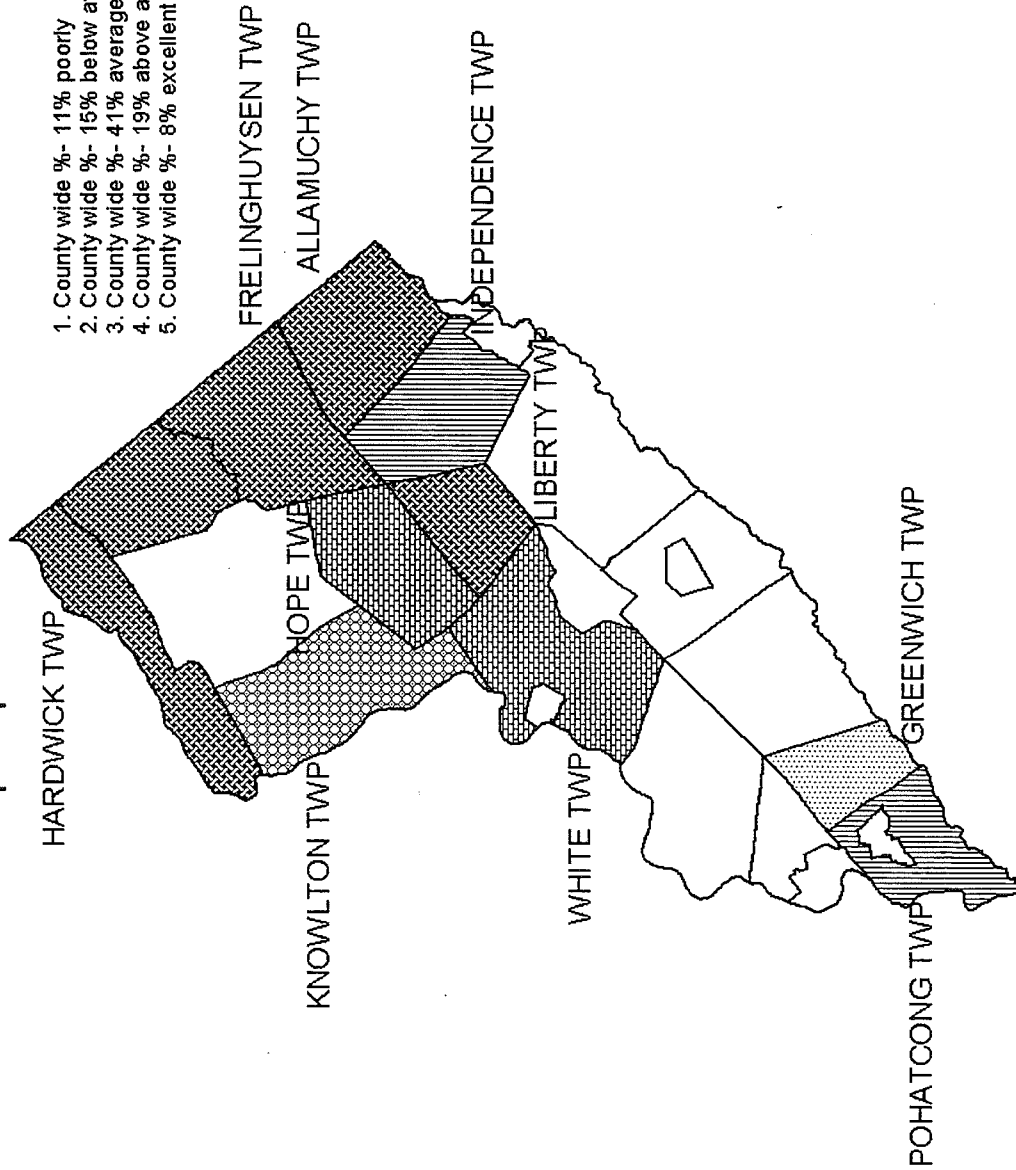 1. County wide %- 11% poorly
2. County wide %- 15% below
3. County wide %- 41% average
4. County wide %- 19% above
5. County wide %- 8% excellent
HARDWICK TWP
FRELINGHUYSEN TWP
ALLAMUCHY TWP
HOPE TWP
INDEPENDENCE TWP
KNOWLTON TWP
LIBERTY TW
WHITE TWP
GREENWICH TWP
POHATCONG TWP